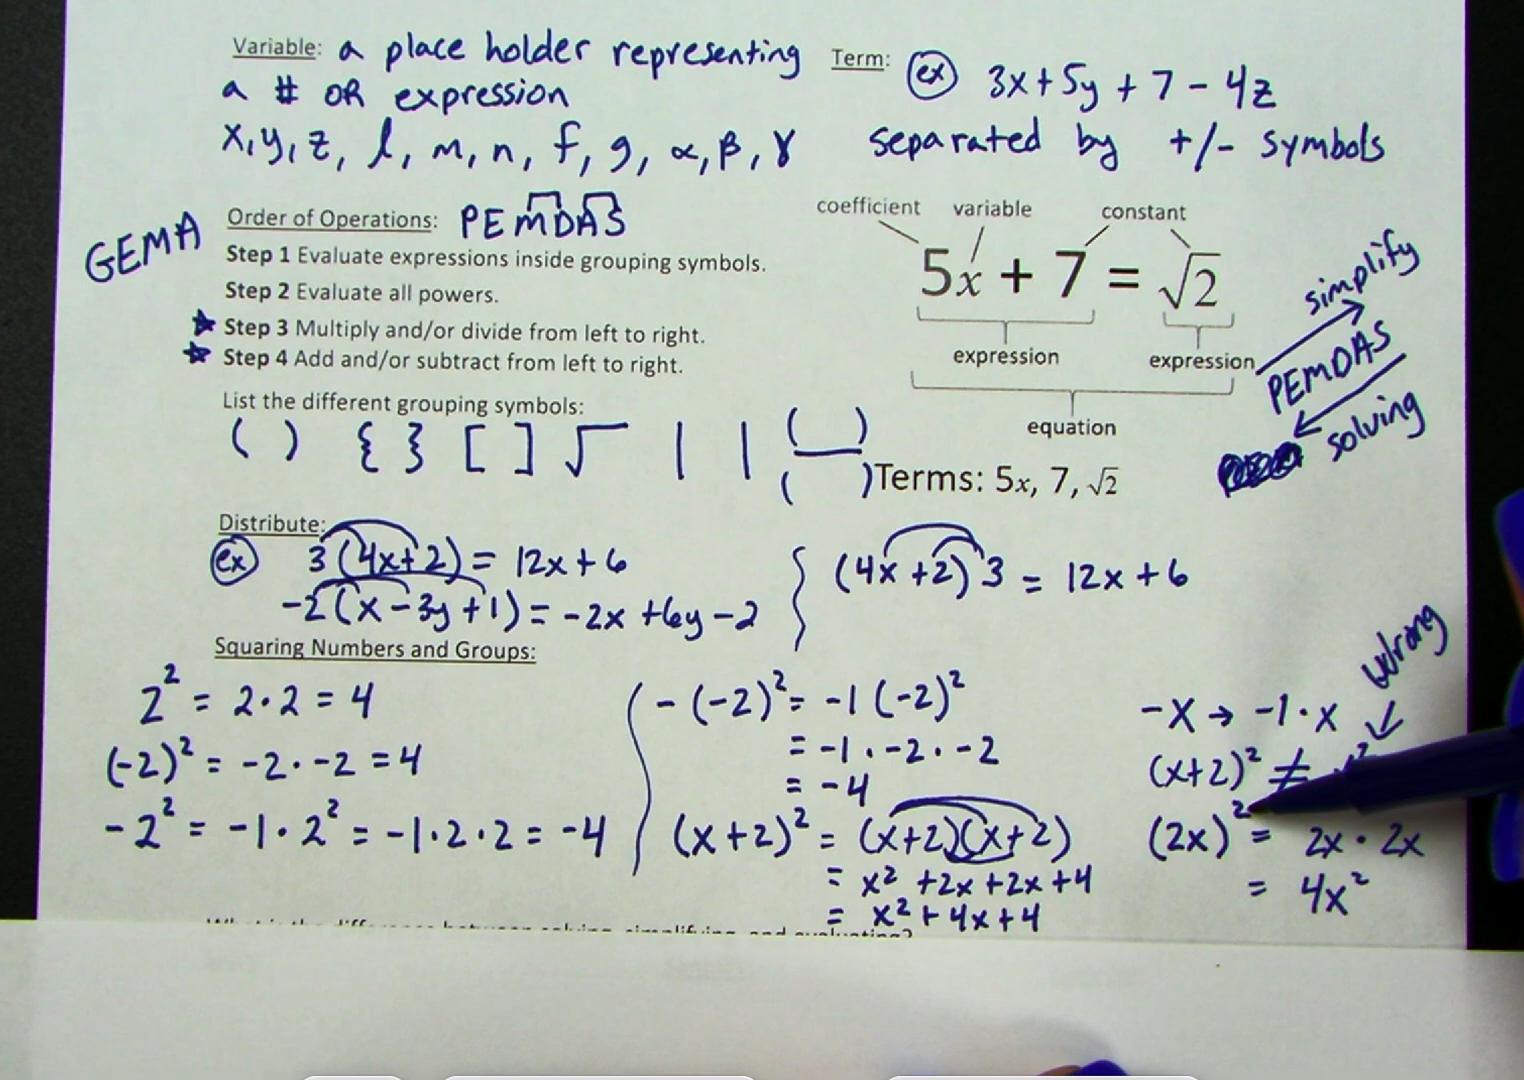 Variable: a place holder representing
a # OR expression
x, y, z, l, m, n, f, g, α, β, γ
Term: ex 3x + 5y + 7 - 4z
separated by +/- symbols
GEMA
Order of Operations: PEMDAS
Step 1 Evaluate expressions inside grouping symbols.
Step 2 Evaluate all powers.
★ Step 3 Multiply and/or divide from left to right.
★ Step 4 Add and/or subtract from left to right.
coefficient variable constant
5x + 7 = √2
expression expression
equation
Terms: 5x, 7, √2
simplify
PEMDAS
solving
List the different grouping symbols:
( ) { } [ ] √ | | ( )
( )
Distribute:
ex 3(4x+2) = 12x + 6
-2(x - 3y + 1) = -2x + 6y - 2
(4x + 2)3 = 12x + 6
Squaring Numbers and Groups:
2² = 2·2 = 4
(-2)² = -2·-2 = 4
-2² = -1·2² = -1·2·2 = -4
-(-2)² = -1(-2)²
= -1·-2·-2
= -4
(x+2)² = (x+2)(x+2)
= x² + 2x + 2x + 4
= x² + 4x + 4
Wrong
-x → -1·x
(x+2)² ≠
(2x)² = 2x·2x
= 4x²